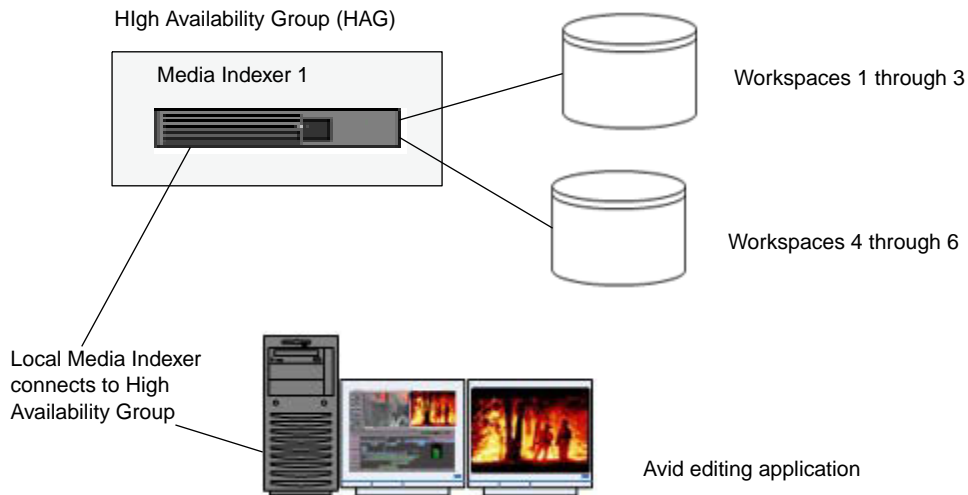 HIgh Availability Group (HAG)
Media Indexer 1
Workspaces 1 through 3
Workspaces 4 through 6
Local Media Indexer
connects to High
Availability Group
Avid editing application